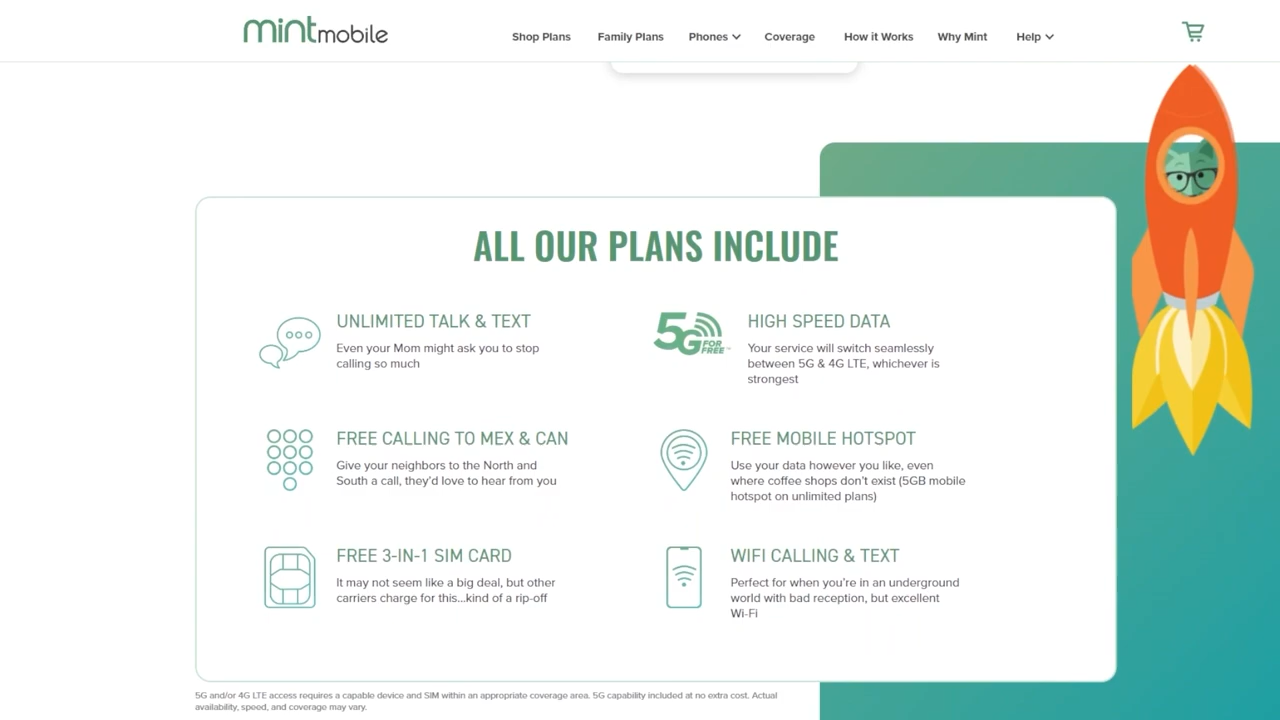 mintmobile
Shop Plans
Family Plans
Phones
Coverage
How it Works
Why Mint
Help
ALL OUR PLANS INCLUDE
UNLIMITED TALK & TEXT
Even your Mom might ask you to stop
calling so much
5G FOR FREE™
HIGH SPEED DATA
Your service will switch seamlessly
between 5G & 4G LTE, whichever is
strongest
FREE CALLING TO MEX & CAN
Give your neighbors to the North and
South a call, they'd love to hear from you
FREE MOBILE HOTSPOT
Use your data however you like, even
where coffee shops don't exist (5GB mobile
hotspot on unlimited plans)
FREE 3-IN-1 SIM CARD
It may not seem like a big deal, but other
carriers charge for this...kind of a rip-off
WIFI CALLING & TEXT
Perfect for when you're in an underground
world with bad reception, but excellent
Wi-Fi
5G and/or 4G LTE access requires a capable device and SIM within an appropriate coverage area. 5G capability included at no extra cost. Actual
availability, speed, and coverage may vary.